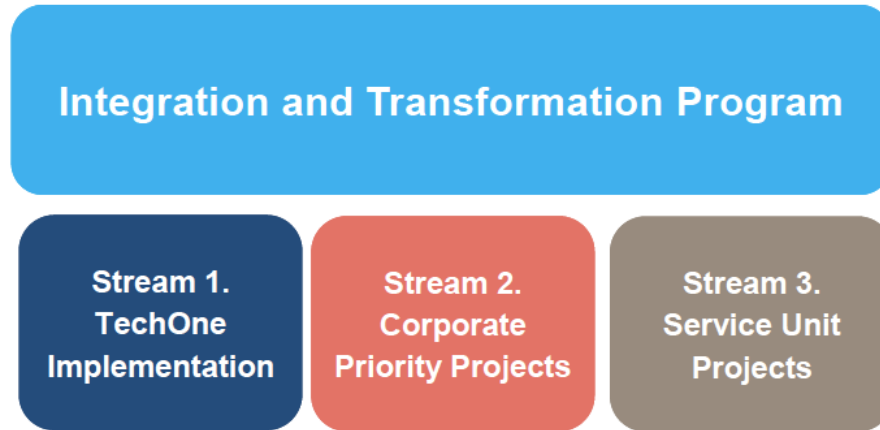 Integration and Transformation Program
Stream 1.
TechOne
Implementation
Stream 2.
Corporate
Priority Projects
Stream 3.
Service Unit
Projects